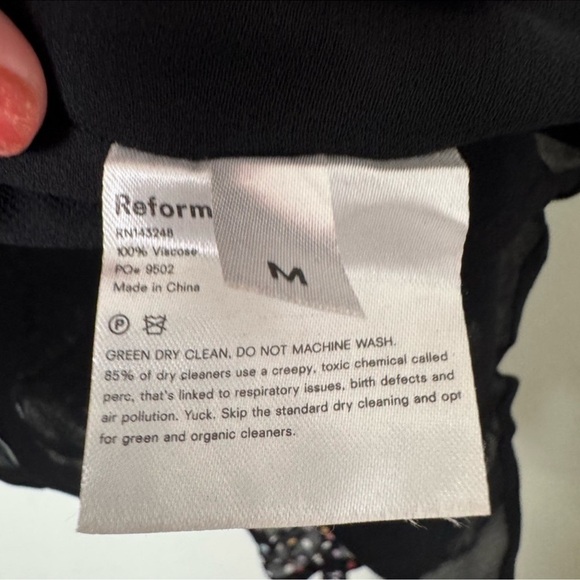 Reform
M
RN143248
100% Viscose
PO# 9502
Made in China
P
GREEN DRY CLEAN, DO NOT MACHINE WASH.
85% of dry cleaners use a creepy, toxic chemical called
perc, that's linked to respiratory issues, birth defects and
air pollution. Yuck. Skip the standard dry cleaning and opt
for green and organic cleaners.